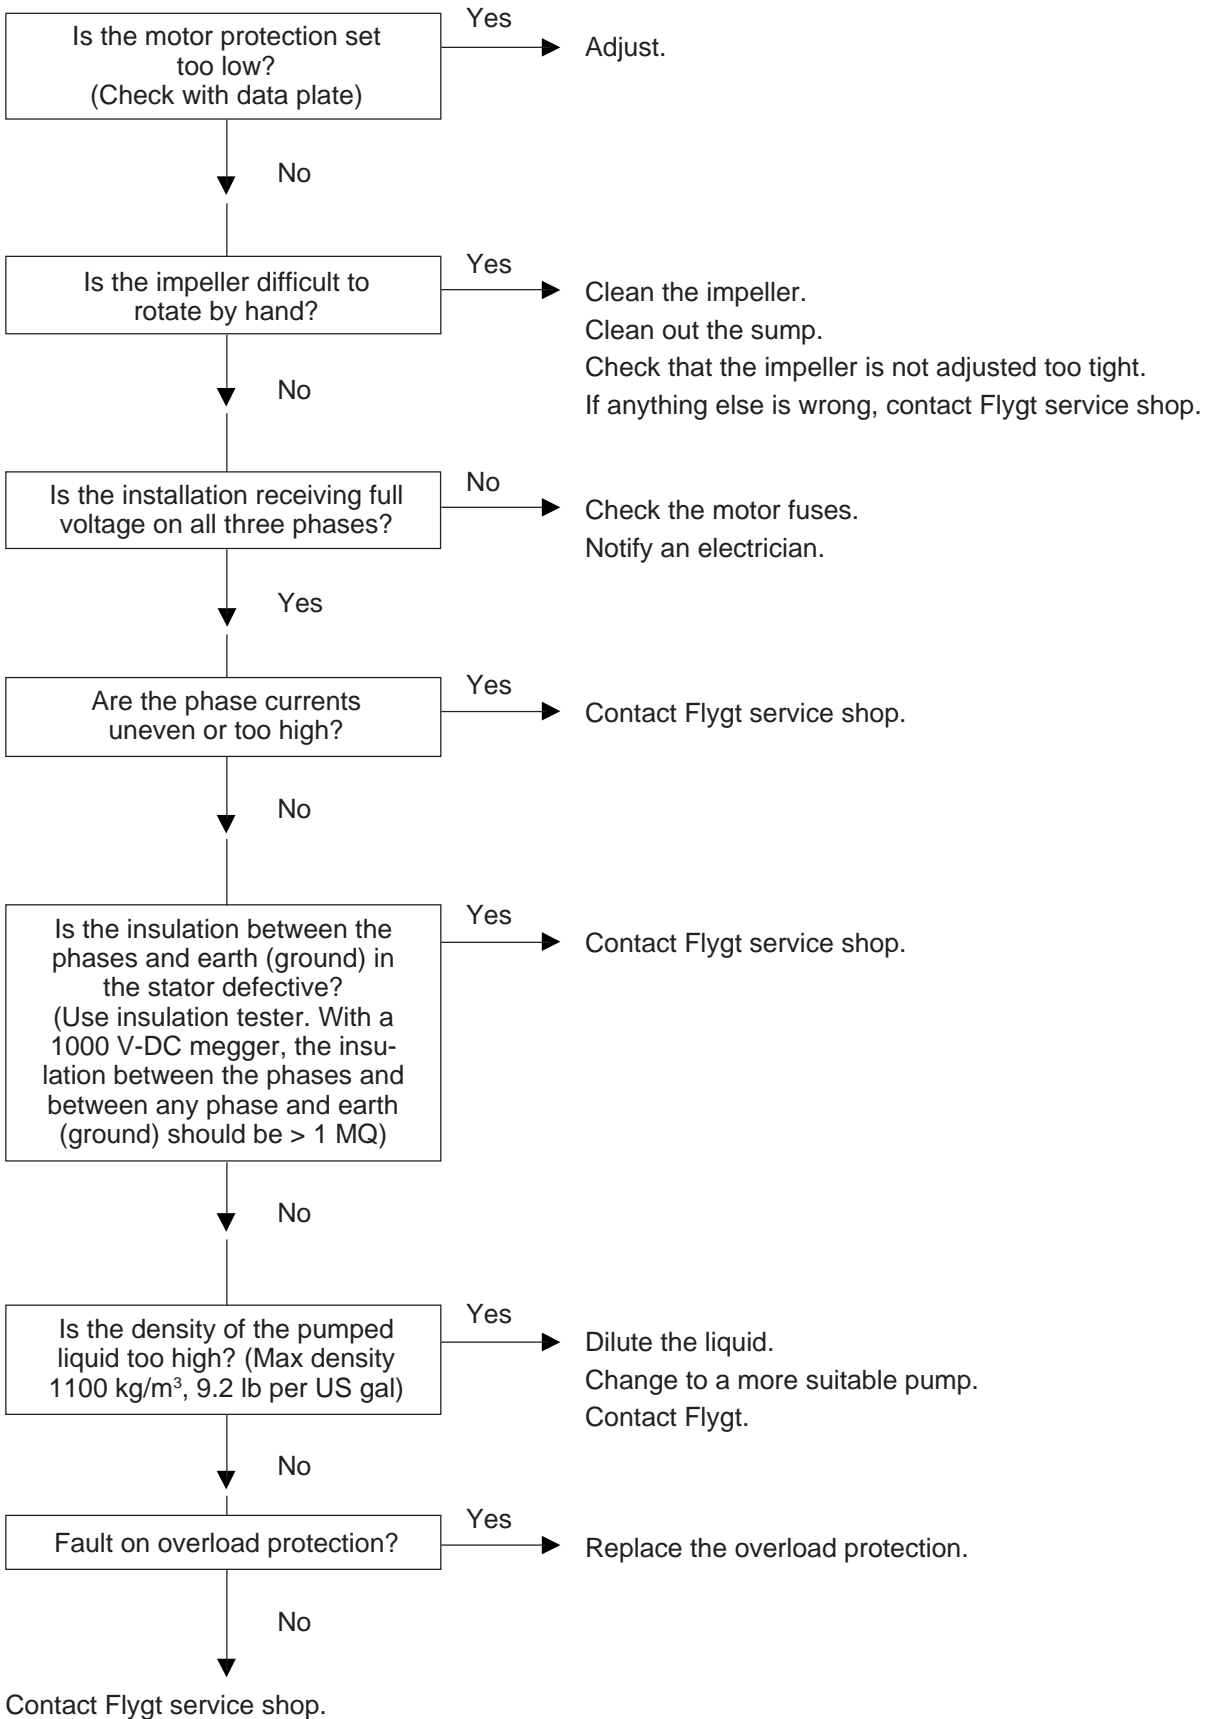 Is the motor protection set
too low?
(Check with data plate)
Yes
Adjust.
No
Is the impeller difficult to
rotate by hand?
Yes
Clean the impeller.
Clean out the sump.
Check that the impeller is not adjusted too tight.
If anything else is wrong, contact Flygt service shop.
No
Is the installation receiving full
voltage on all three phases?
No
Check the motor fuses.
Notify an electrician.
Yes
Are the phase currents
uneven or too high?
Yes
Contact Flygt service shop.
No
Is the insulation between the
phases and earth (ground) in
the stator defective?
(Use insulation tester. With a
1000 V-DC megger, the insu-
lation between the phases and
between any phase and earth
(ground) should be > 1 MQ)
Yes
Contact Flygt service shop.
No
Is the density of the pumped
liquid too high? (Max density
1100 kg/m³, 9.2 lb per US gal)
Yes
Dilute the liquid.
Change to a more suitable pump.
Contact Flygt.
No
Fault on overload protection?
Yes
Replace the overload protection.
No
Contact Flygt service shop.